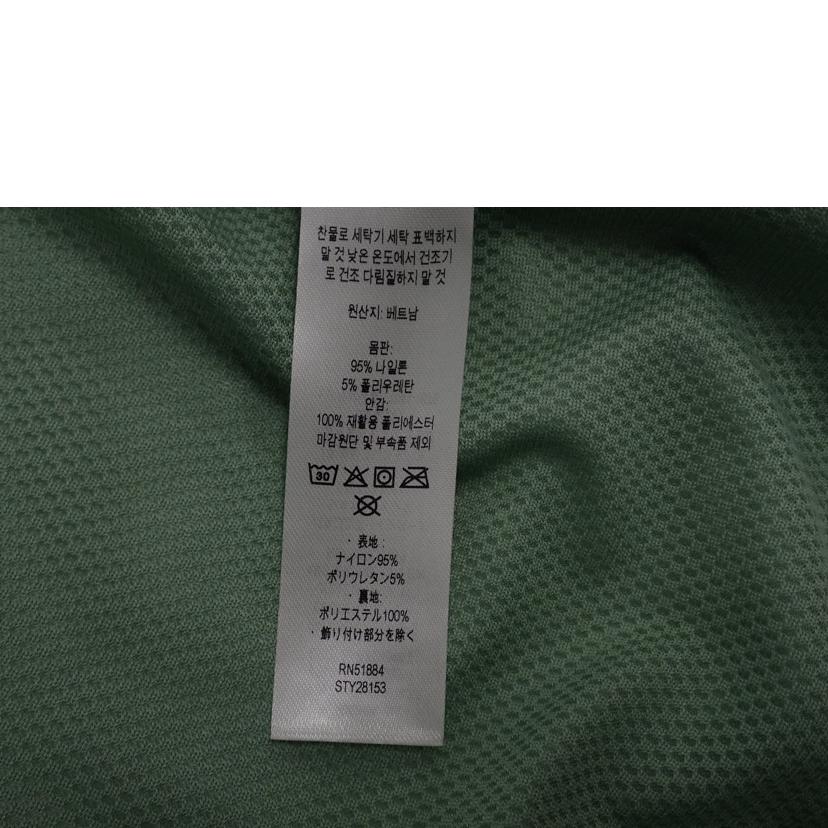 찬물로 세탁기 세탁 표백하지
말 것 낮은 온도에서 건조기
로 건조 다림질하지 말 것
원산지: 베트남
몸판:
95% 나일론
5% 폴리우레탄
안감:
100% 재활용 폴리에스터
마감원단 및 부속품 제외
30
・表地 :
ナイロン95%
ポリウレタン5%
・裏地:
ポリエステル100%
・飾り付け部分を除く
RN51884
STY28153